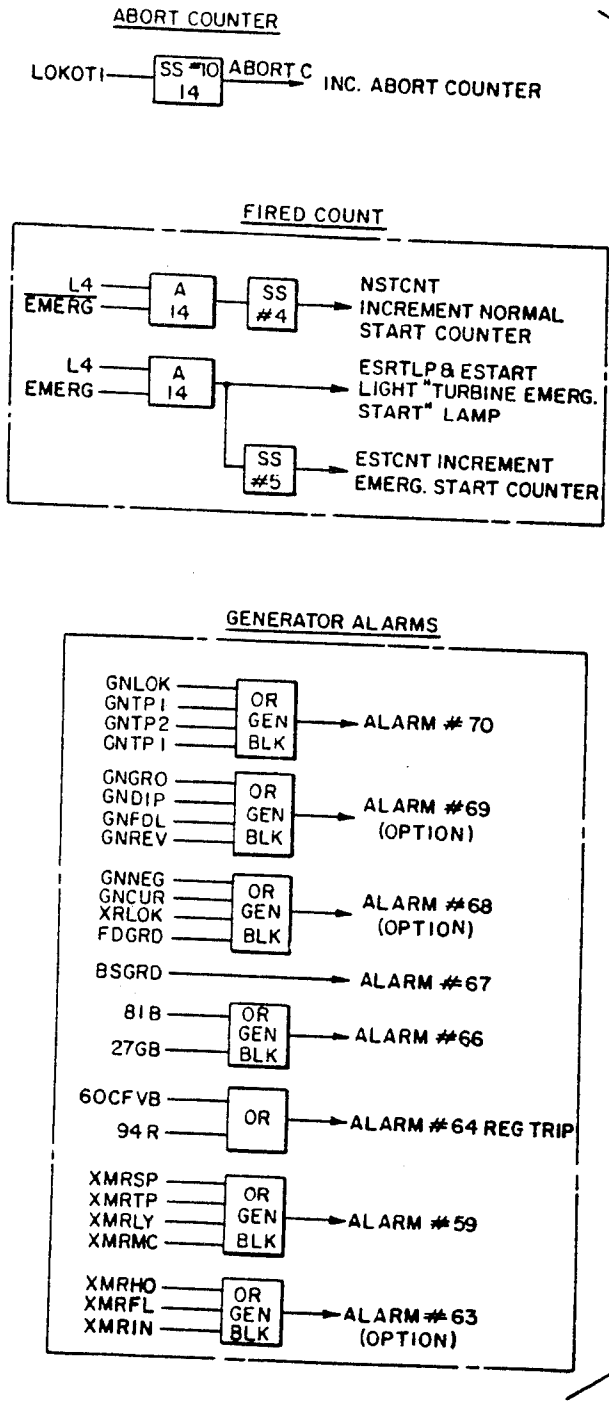 ABORT COUNTER
LOKOT1 SS #10 ABORT C INC. ABORT COUNTER
14
FIRED COUNT
L4 A SS NSTCNT
EMERG 14 #4 INCREMENT NORMAL
START COUNTER
L4 A ESRTLP & ESTART
EMERG 14 LIGHT "TURBINE EMERG.
START" LAMP
SS ESTCNT INCREMENT
#5 EMERG. START COUNTER
GENERATOR ALARMS
GNLOK
GNTP1 OR
GNTP2 GEN ALARM #70
GNTP1 BLK
GNGRO OR
GNDIP ALARM #69
GNFDL GEN (OPTION)
GNREV BLK
GNNEG OR
GNCUR ALARM #68
XRLOK GEN (OPTION)
FDGRD BLK
BSGRD ALARM #67
81B OR
GEN ALARM #66
27GB BLK
60CFVB
OR ALARM #64 REG TRIP
94R
XMRSP
XMRTP OR
XMRLY GEN ALARM #59
XMRMC BLK
XMRHO OR
XMRFL GEN ALARM #63
XMRIN BLK (OPTION)